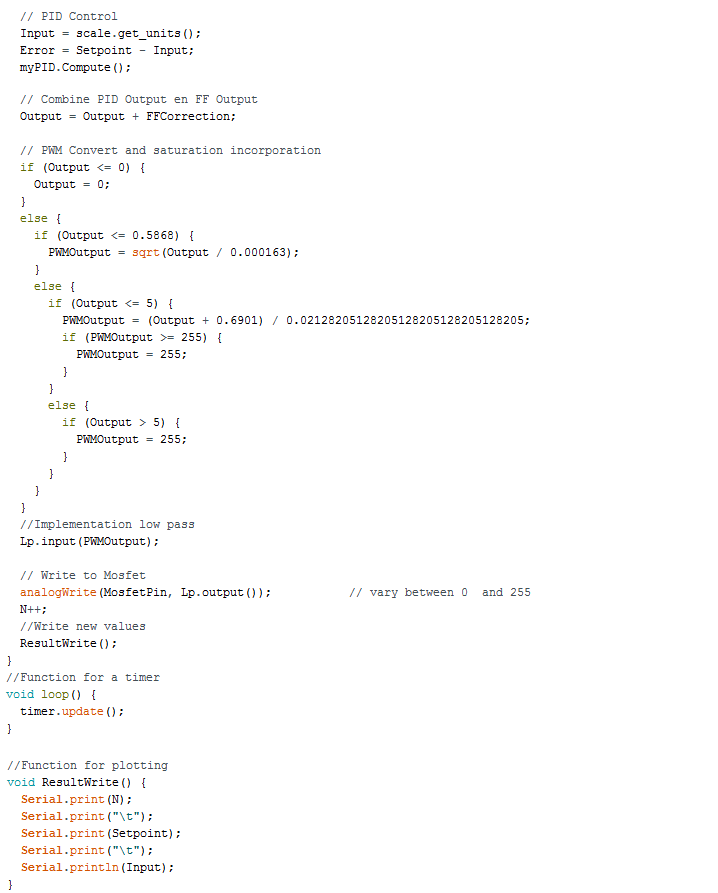 // PID Control
Input = scale.get_units();
Error = Setpoint - Input;
myPID.Compute();
// Combine PID Output en FF Output
Output = Output + FFCorrection;
// PWM Convert and saturation incorporation
if (Output <= 0) {
Output = 0;
}
else {
if (Output <= 0.5868) {
PWMOutput = sqrt(Output / 0.000163);
}
else {
if (Output <= 5) {
PWMOutput = (Output + 0.6901) / 0.02128205128205128205128205128205;
if (PWMOutput >= 255) {
PWMOutput = 255;
}
}
else {
if (Output > 5) {
PWMOutput = 255;
}
}
}
}
//Implementation low pass
Lp.input(PWMOutput);
// Write to Mosfet
analogWrite(MosfetPin, Lp.output()); // vary between 0 and 255
N++;
//Write new values
ResultWrite();
}
//Function for a timer
void loop() {
timer.update();
}
//Function for plotting
void ResultWrite() {
Serial.print(N);
Serial.print("\t");
Serial.print(Setpoint);
Serial.print("\t");
Serial.println(Input);
}